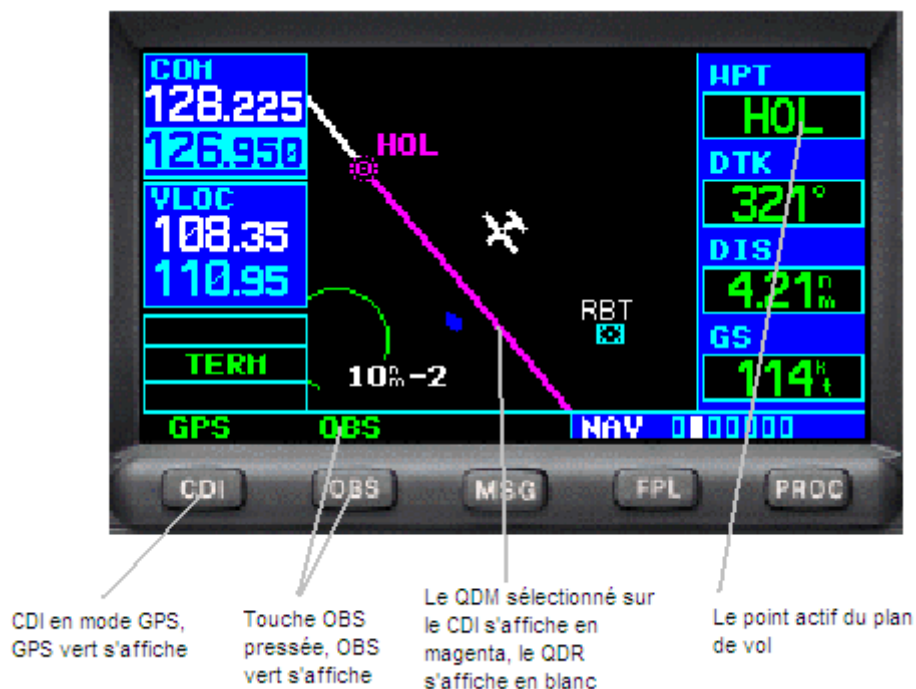 COM
128.225
126.950
VLOC
108.35
110.95
TERM
GPS
OBS
HOL
RBT
10nm-2
NAV
WPT
HOL
DTK
321°
DIS
4.21nm
GS
114kt
CDI
OBS
MSG
FPL
PROC
CDI en mode GPS,
GPS vert s'affiche
Touche OBS
pressée, OBS
vert s'affiche
Le QDM sélectionné sur
le CDI s'affiche en
magenta, le QDR
s'affiche en blanc
Le point actif du plan
de vol